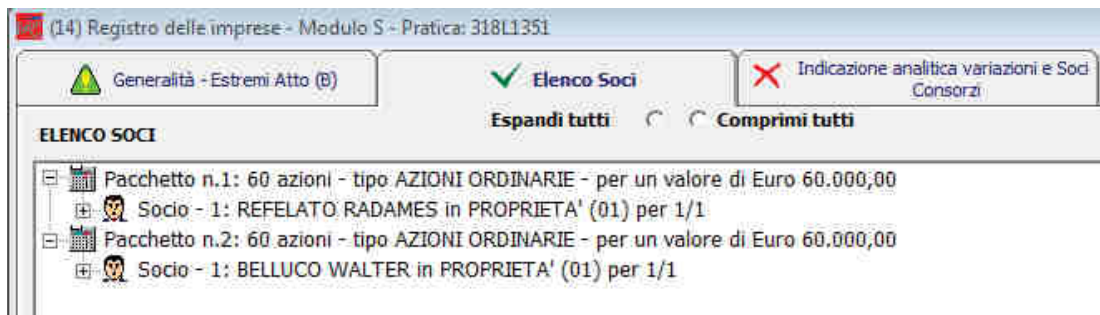 (14) Registro delle imprese - Modulo S - Pratica: 318L1351
Generalità - Estremi Atto (B)
Elenco Soci
Indicazione analitica variazioni e Soci
Consorzi
Espandi tutti Comprimi tutti
ELENCO SOCI
Pacchetto n.1: 60 azioni - tipo AZIONI ORDINARIE - per un valore di Euro 60.000,00
Socio - 1: REFELATO RADAMES in PROPRIETA' (01) per 1/1
Pacchetto n.2: 60 azioni - tipo AZIONI ORDINARIE - per un valore di Euro 60.000,00
Socio - 1: BELLUCO WALTER in PROPRIETA' (01) per 1/1